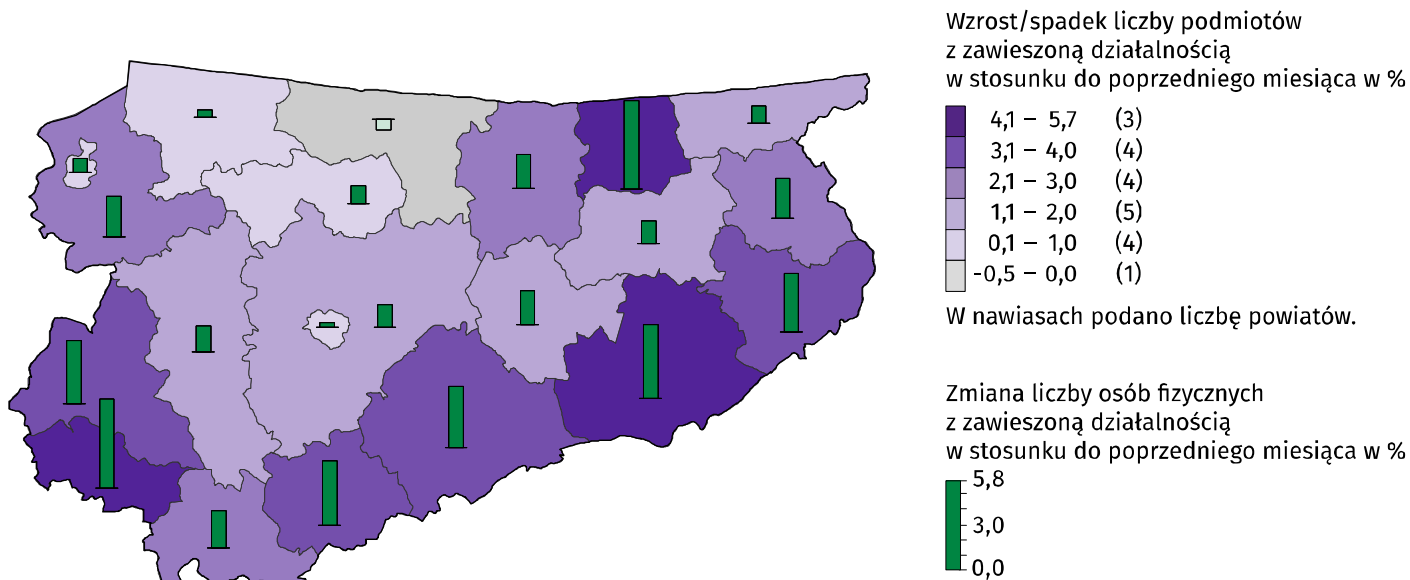 Wzrost/spadek liczby podmiotów
z zawieszoną działalnością
w stosunku do poprzedniego miesiąca w %
4,1 – 5,7 (3)
3,1 – 4,0 (4)
2,1 – 3,0 (4)
1,1 – 2,0 (5)
0,1 – 1,0 (4)
-0,5 – 0,0 (1)
W nawiasach podano liczbę powiatów.
Zmiana liczby osób fizycznych
z zawieszoną działalnością
w stosunku do poprzedniego miesiąca w %
5,8
3,0
0,0